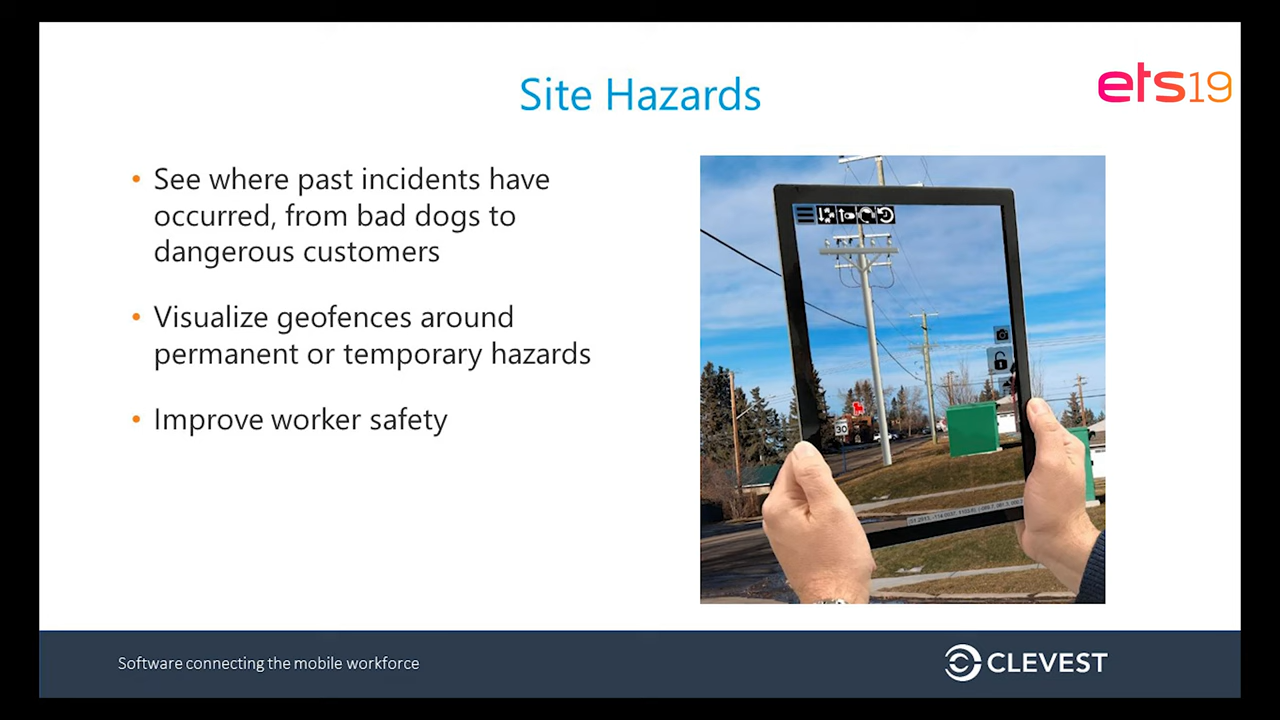 Site Hazards
ets19
• See where past incidents have
occurred, from bad dogs to
dangerous customers
• Visualize geofences around
permanent or temporary hazards
• Improve worker safety
30
Software connecting the mobile workforce
CLEVEST